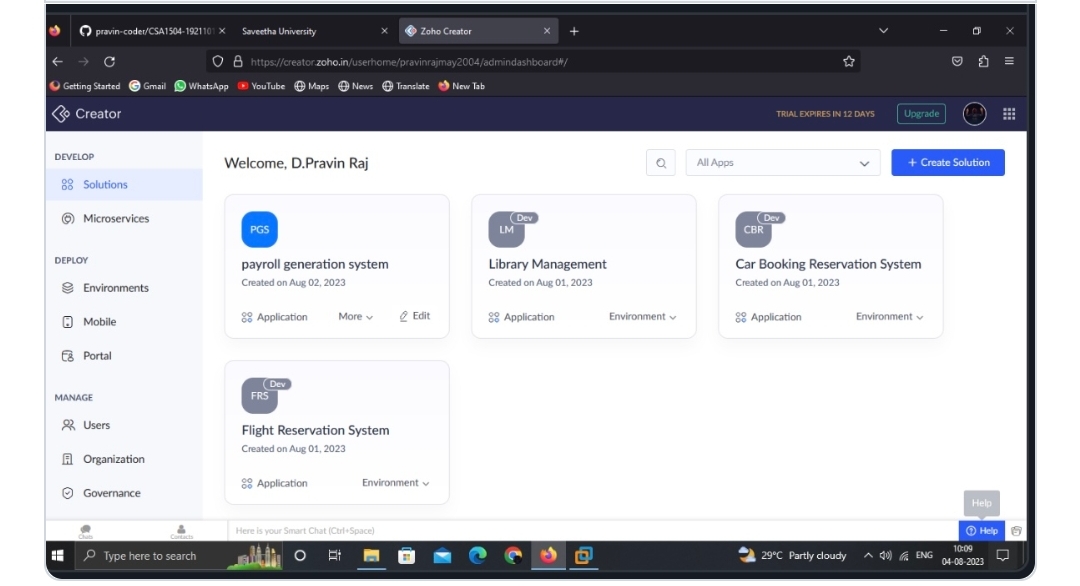 pravin-coder/CSA1504-192110
Saveetha University
Zoho Creator
https://creator.zoho.in/userhome/pravinrajmay2004/admindashboard#/
Getting Started
Gmail
WhatsApp
YouTube
Maps
News
Translate
New Tab
Creator
TRIAL EXPIRES IN 12 DAYS
Upgrade
DEVELOP
Solutions
Microservices
DEPLOY
Environments
Mobile
Portal
MANAGE
Users
Organization
Governance
Welcome, D.Pravin Raj
All Apps
+ Create Solution
PGS
payroll generation system
Created on Aug 02, 2023
Application
More
Edit
Dev
LM
Library Management
Created on Aug 01, 2023
Application
Environment
Dev
CBR
Car Booking Reservation System
Created on Aug 01, 2023
Application
Environment
Dev
FRS
Flight Reservation System
Created on Aug 01, 2023
Application
Environment
Help
Chats
Contacts
Here is your Smart Chat (Ctrl+Space)
Help
Type here to search
29°C Partly cloudy
ENG
10:09
04-08-2023